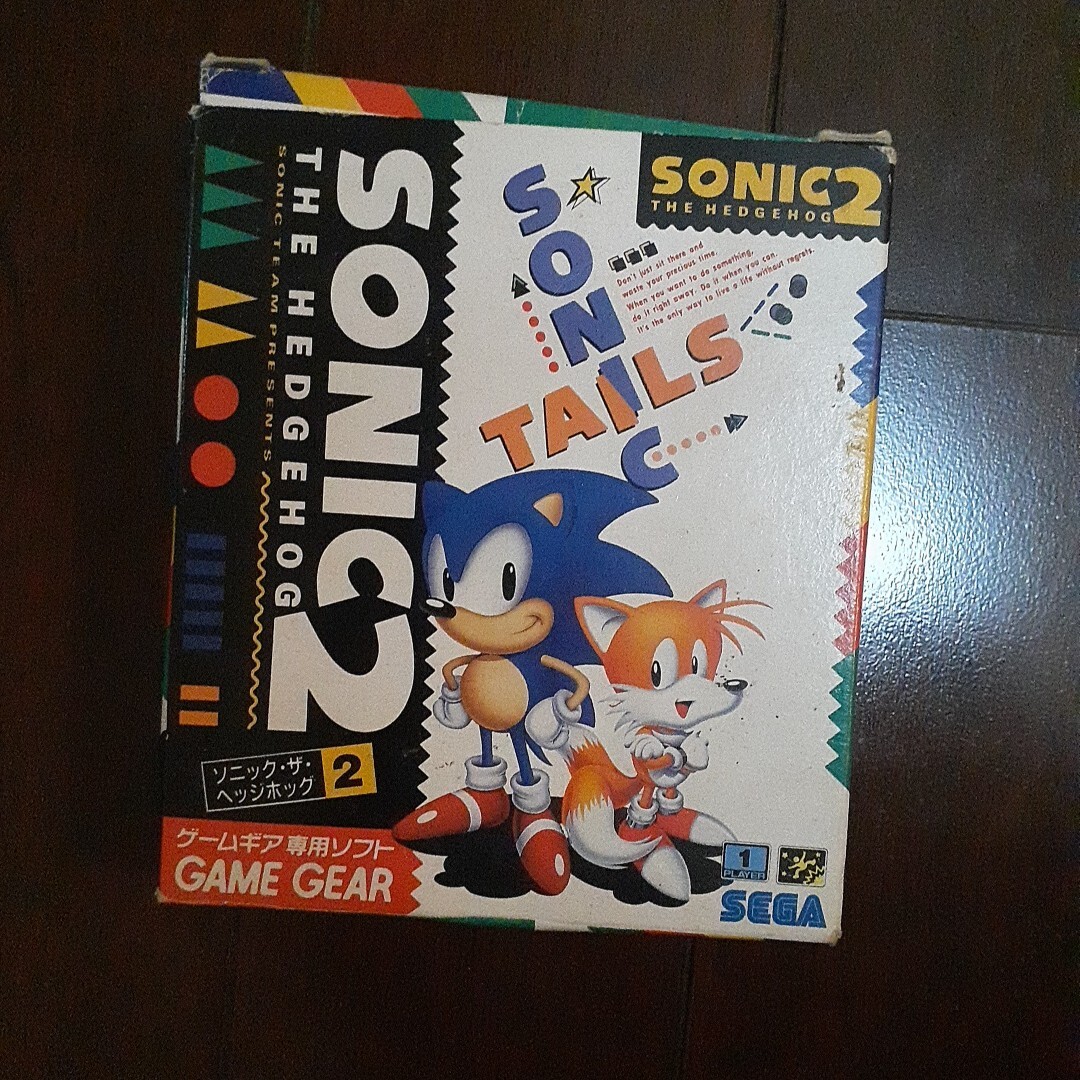 SONIC 2
THE HEDGEHOG
SONIC TEAM PRESENTS
ソニック・ザ・
ヘッジホッグ 2
ゲームギア専用ソフト
GAME GEAR
SONIC
TAILS
Don't just sit there and
waste your precious time.
When you want to do something,
do it right away. Do it when you can.
It's the only way to live a life without regrets.
SONIC 2
THE HEDGEHOG
1
PLAYER
SEGA